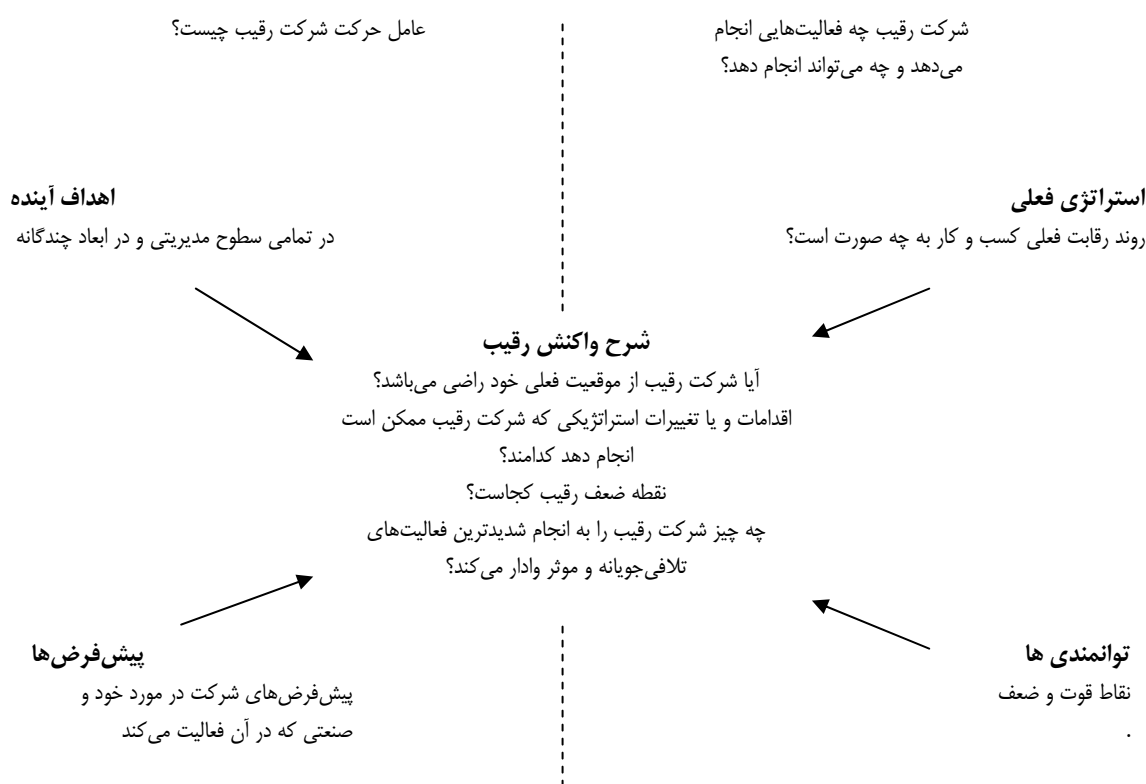 شرکت رقیب چه فعالیت‌هایی انجام
می‌دهد و چه می‌تواند انجام دهد؟
عامل حرکت شرکت رقیب چیست؟
استراتژی فعلی
روند رقابت فعلی کسب و کار به چه صورت است؟
اهداف آینده
در تمامی سطوح مدیریتی و در ابعاد چندگانه
شرح واکنش رقیب
آیا شرکت رقیب از موقعیت فعلی خود راضی می‌باشد؟
اقدامات و یا تغییرات استراتژیکی که شرکت رقیب ممکن است
انجام دهد کدامند؟
نقطه ضعف رقیب کجاست؟
چه چیز شرکت رقیب را به انجام شدیدترین فعالیت‌های
تلافی‌جویانه و موثر وادار می‌کند؟
توانمندی ها
نقاط قوت و ضعف
.
پیش‌فرض‌ها
پیش‌فرض‌های شرکت در مورد خود و
صنعتی که در آن فعالیت می‌کند